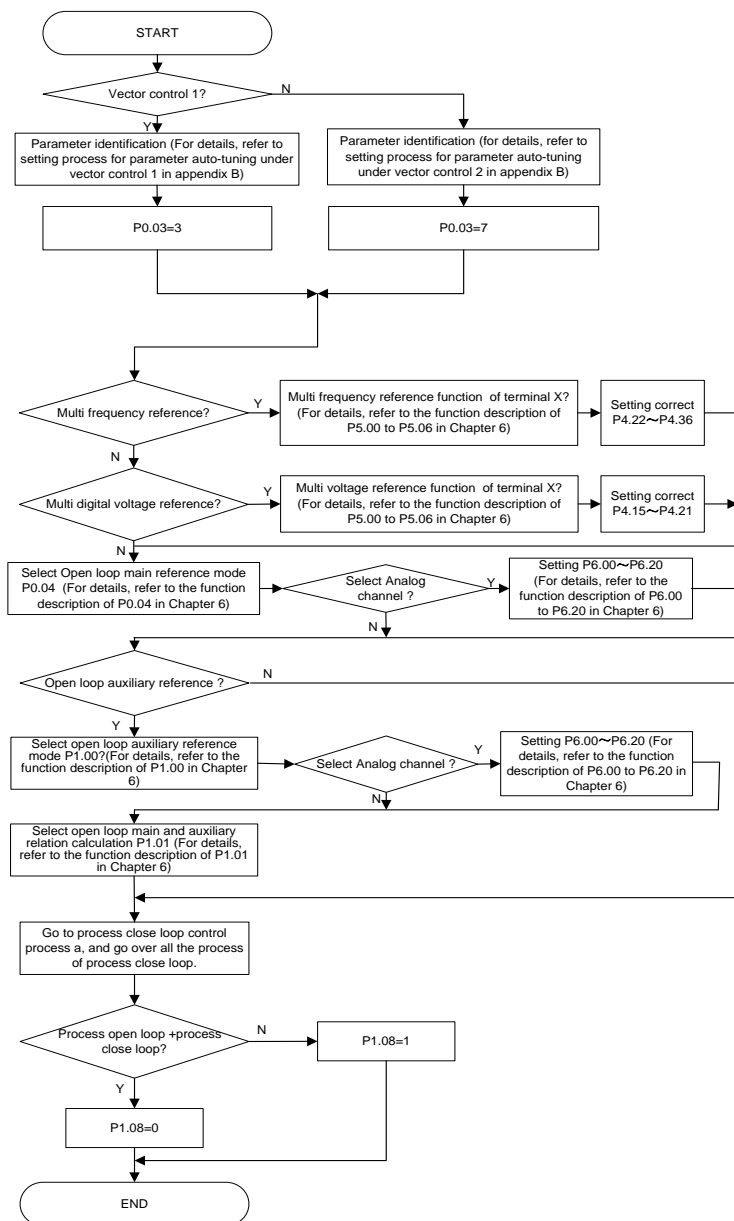 START
Vector control 1?
N
Y
Parameter identification (For details, refer to
setting process for parameter auto-tuning under
vector control 1 in appendix B)
Parameter identification (for details, refer to
setting process for parameter auto-tuning
under vector control 2 in appendix B)
P0.03=3
P0.03=7
Multi frequency reference?
Y
Multi frequency reference function of terminal X?
(For details, refer to the function description of
P5.00 to P5.06 in Chapter 6)
Setting correct
P4.22～P4.36
N
Multi digital voltage reference?
Y
Multi voltage reference function of terminal X?
(For details, refer to the function description of
P5.00 to P5.06 in Chapter 6)
Setting correct
P4.15～P4.21
N
Select Open loop main reference mode
P0.04 (For details, refer to the function
description of P0.04 in Chapter 6)
Select Analog
channel ?
Y
Setting P6.00～P6.20
(For details, refer to the
function description of P6.00
to P6.20 in Chapter 6)
N
Open loop auxiliary reference ?
N
Y
Select open loop auxiliary reference
mode P1.00?(For details, refer to the
function description of P1.00 in Chapter
6)
Select Analog channel ?
Y
Setting P6.00～P6.20 (For
details, refer to the function
description of P6.00 to P6.20 in
Chapter 6)
N
Select open loop main and auxiliary
relation calculation P1.01 (For details,
refer to the function description of P1.01
in Chapter 6)
Go to process close loop control
process a, and go over all the process
of process close loop.
Process open loop +process
close loop?
N
P1.08=1
Y
P1.08=0
END